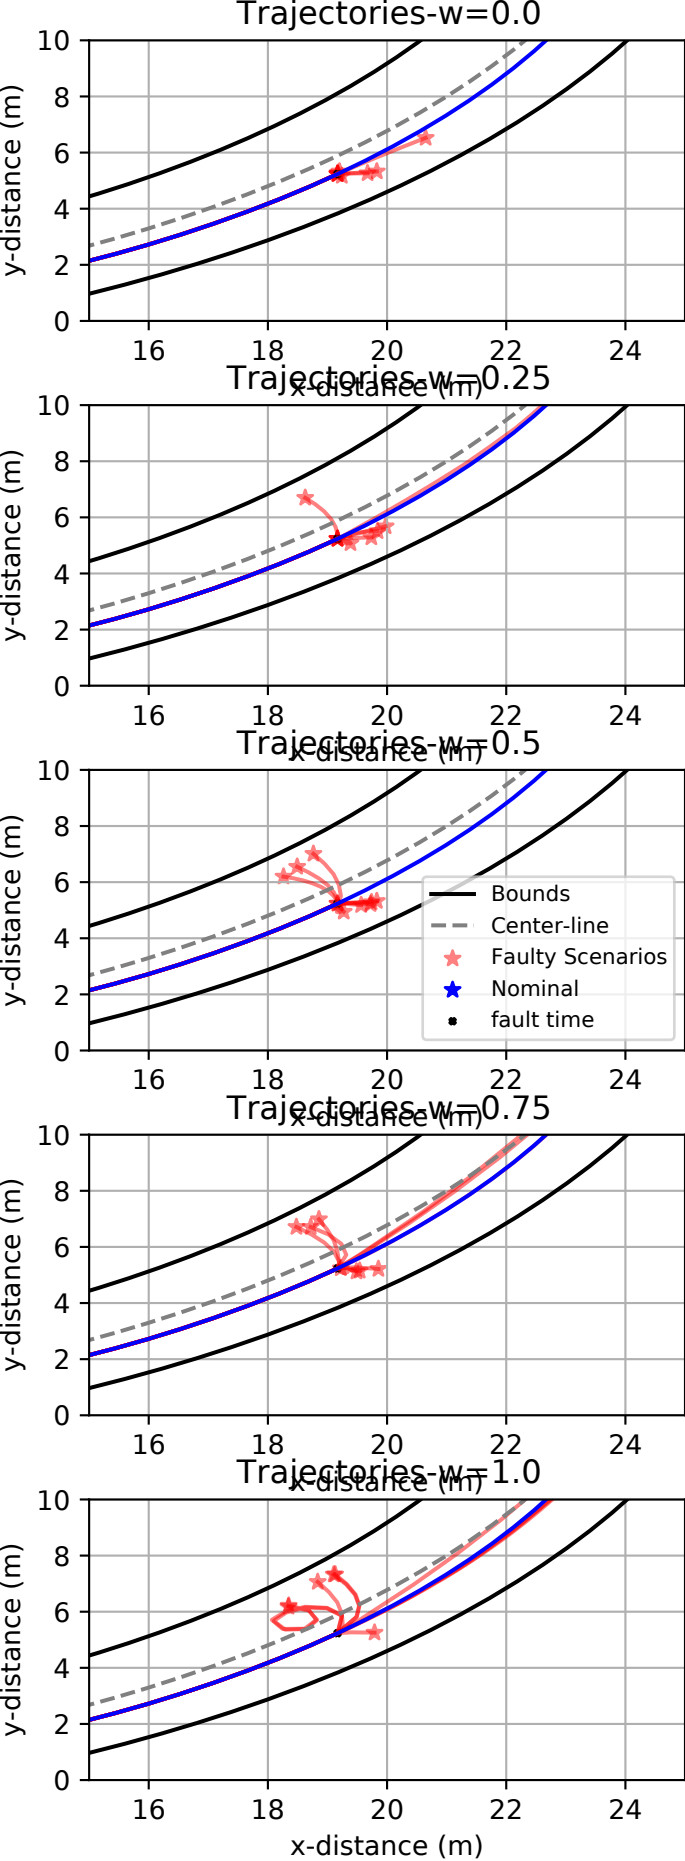 Trajectories-w=0.0
y-distance (m)
10
8
6
4
2
0
16 18 20 22 24
x-distance (m)
Trajectories-w=0.25
y-distance (m)
10
8
6
4
2
0
16 18 20 22 24
x-distance (m)
Trajectories-w=0.5
y-distance (m)
10
8
6
4
2
0
Bounds
Center-line
Faulty Scenarios
Nominal
fault time
16 18 20 22 24
x-distance (m)
Trajectories-w=0.75
y-distance (m)
10
8
6
4
2
0
16 18 20 22 24
x-distance (m)
Trajectories-w=1.0
y-distance (m)
10
8
6
4
2
0
16 18 20 22 24
x-distance (m)